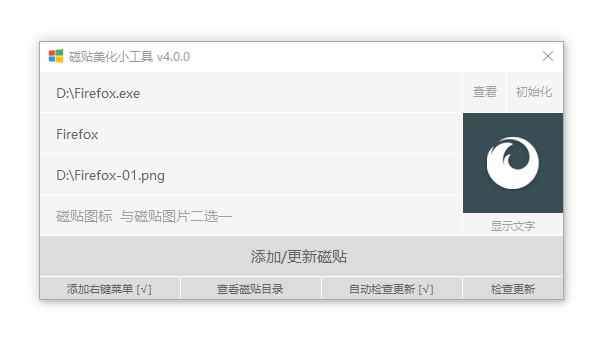 磁贴美化小工具 v4.0.0
D:\Firefox.exe
查看 初始化
Firefox
D:\Firefox-01.png
磁贴图标 与磁贴图片二选一
显示文字
添加/更新磁贴
添加右键菜单 [√] 查看磁贴目录 自动检查更新 [√] 检查更新